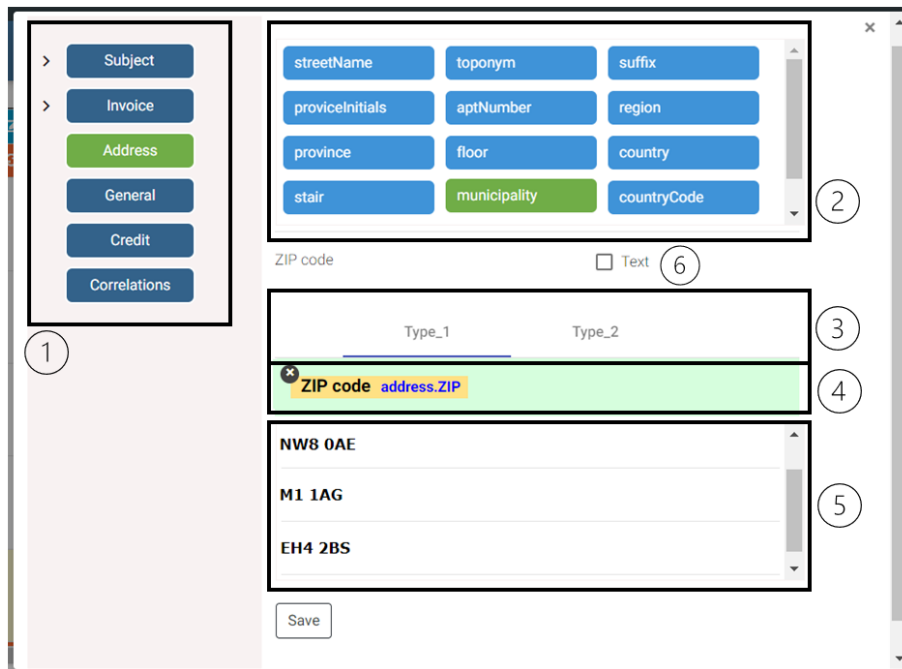 Subject
Invoice
Address
General
Credit
Correlations
1
streetName toponym suffix
proviceInitials aptNumber region
province floor country
stair municipality countryCode
2
ZIP code Text 6
Type_1 Type_2
3
ZIP code address.ZIP
4
NW8 0AE
M1 1AG
EH4 2BS
5
Save